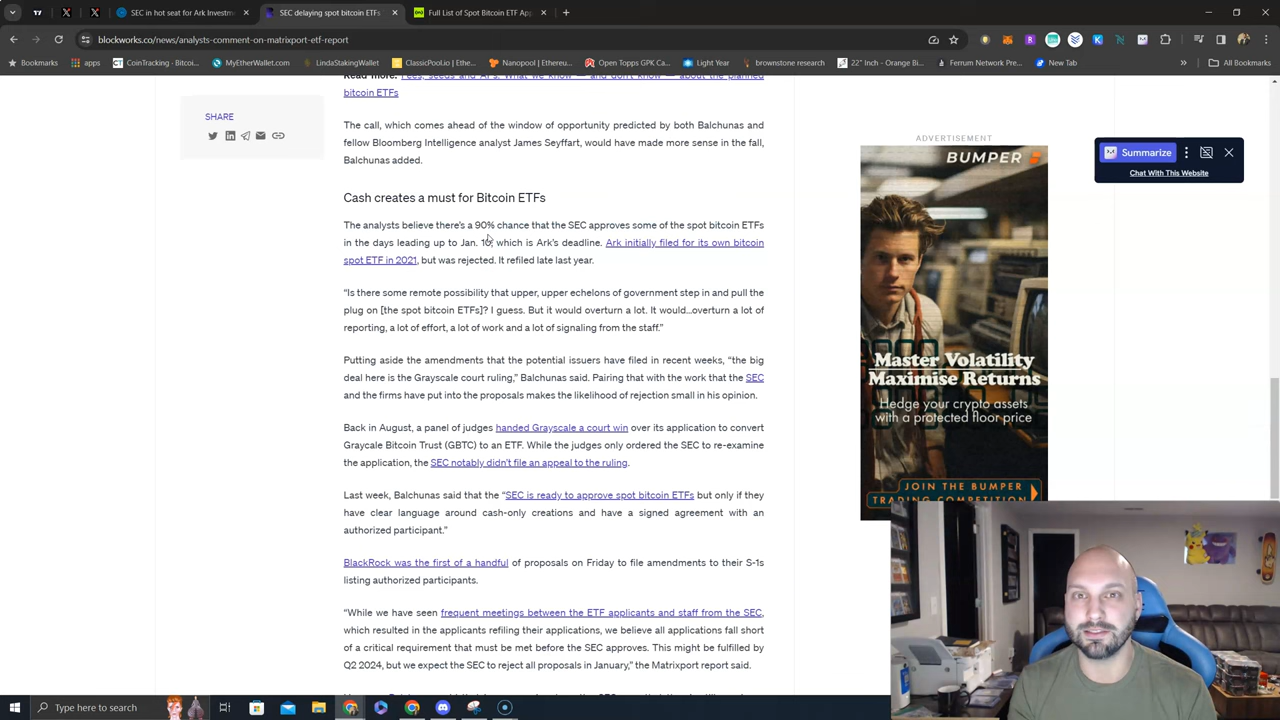 SEC in hot seat for Ark Investmen
SEC delaying spot bitcoin ETFs
Full List of Spot Bitcoin ETF App
blockworks.co/news/analysts-comment-on-matrixport-etf-report
Bookmarks
apps
CoinTracking · Bitco...
MyEtherWallet.com
LindaStakingWallet
ClassicPool.io | Ethe...
Nanopool | Ethereu...
Open Topps GPK Ca...
Light Year
brownstone research
22" Inch - Orange Bi...
Ferrum Network Pre...
New Tab
All Bookmarks
Read more: Fees, seeds and AP's: What we know — and don't know — about the planned
bitcoin ETFs
SHARE
The call, which comes ahead of the window of opportunity predicted by both Balchunas and
fellow Bloomberg Intelligence analyst James Seyffart, would have made more sense in the fall,
Balchunas added.
Cash creates a must for Bitcoin ETFs
The analysts believe there's a 90% chance that the SEC approves some of the spot bitcoin ETFs
in the days leading up to Jan. 10, which is Ark's deadline. Ark initially filed for its own bitcoin
spot ETF in 2021, but was rejected. It refiled late last year.
“Is there some remote possibility that upper, upper echelons of government step in and pull the
plug on [the spot bitcoin ETFs]? I guess. But it would overturn a lot. It would...overturn a lot of
reporting, a lot of effort, a lot of work and a lot of signaling from the staff.”
Putting aside the amendments that the potential issuers have filed in recent weeks, “the big
deal here is the Grayscale court ruling,” Balchunas said. Pairing that with the work that the SEC
and the firms have put into the proposals makes the likelihood of rejection small in his opinion.
Back in August, a panel of judges handed Grayscale a court win over its application to convert
Grayscale Bitcoin Trust (GBTC) to an ETF. While the judges only ordered the SEC to re-examine
the application, the SEC notably didn't file an appeal to the ruling.
Last week, Balchunas said that the “SEC is ready to approve spot bitcoin ETFs but only if they
have clear language around cash-only creations and have a signed agreement with an
authorized participant.”
BlackRock was the first of a handful of proposals on Friday to file amendments to their S-1s
listing authorized participants.
“While we have seen frequent meetings between the ETF applicants and staff from the SEC,
which resulted in the applicants refiling their applications, we believe all applications fall short
of a critical requirement that must be met before the SEC approves. This might be fulfilled by
Q2 2024, but we expect the SEC to reject all proposals in January,” the Matrixport report said.
ADVERTISEMENT
BUMPER
Master Volatility
Maximise Returns
Hedge your crypto assets
with a protected floor price
JOIN THE BUMPER
TRADING COMPETITION
Summarize
Chat With This Website
Type here to search